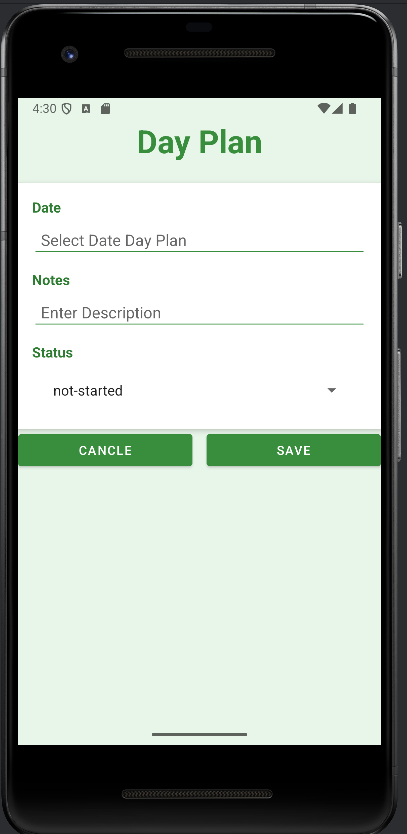 4:30
Day Plan
Date
Select Date Day Plan
Notes
Enter Description
Status
not-started
CANCLE SAVE